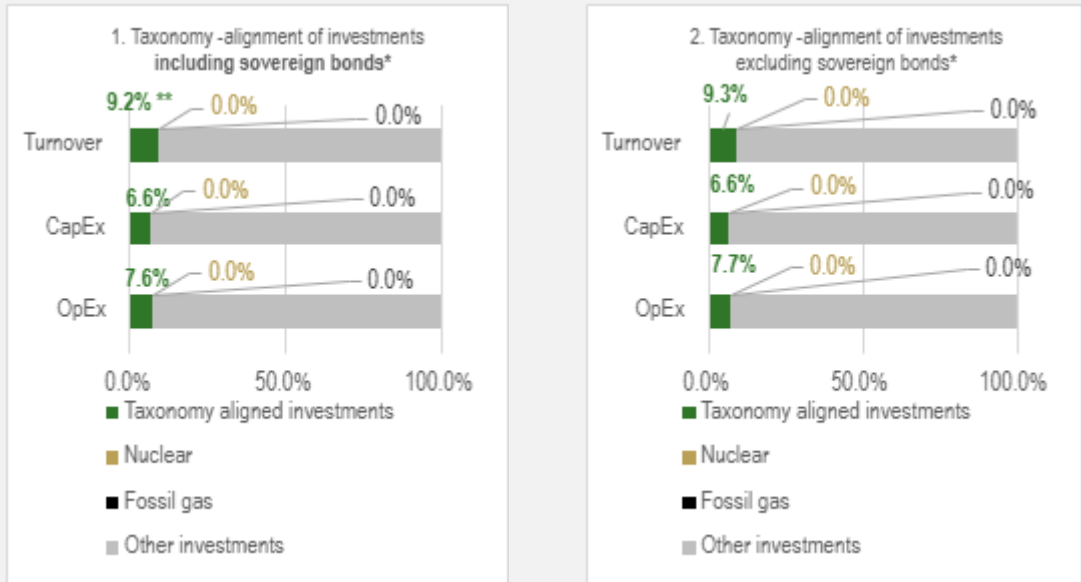 1. Taxonomy -alignment of investments
including sovereign bonds*
9.2% **
0.0%
0.0%
Turnover
6.6%
0.0%
0.0%
CapEx
7.6%
0.0%
0.0%
OpEx
0.0%
50.0%
100.0%
Taxonomy aligned investments
Nuclear
Fossil gas
Other investments
2. Taxonomy -alignment of investments
excluding sovereign bonds*
9.3%
0.0%
0.0%
Turnover
6.6%
0.0%
0.0%
CapEx
7.7%
0.0%
0.0%
OpEx
0.0%
50.0%
100.0%
Taxonomy aligned investments
Nuclear
Fossil gas
Other investments